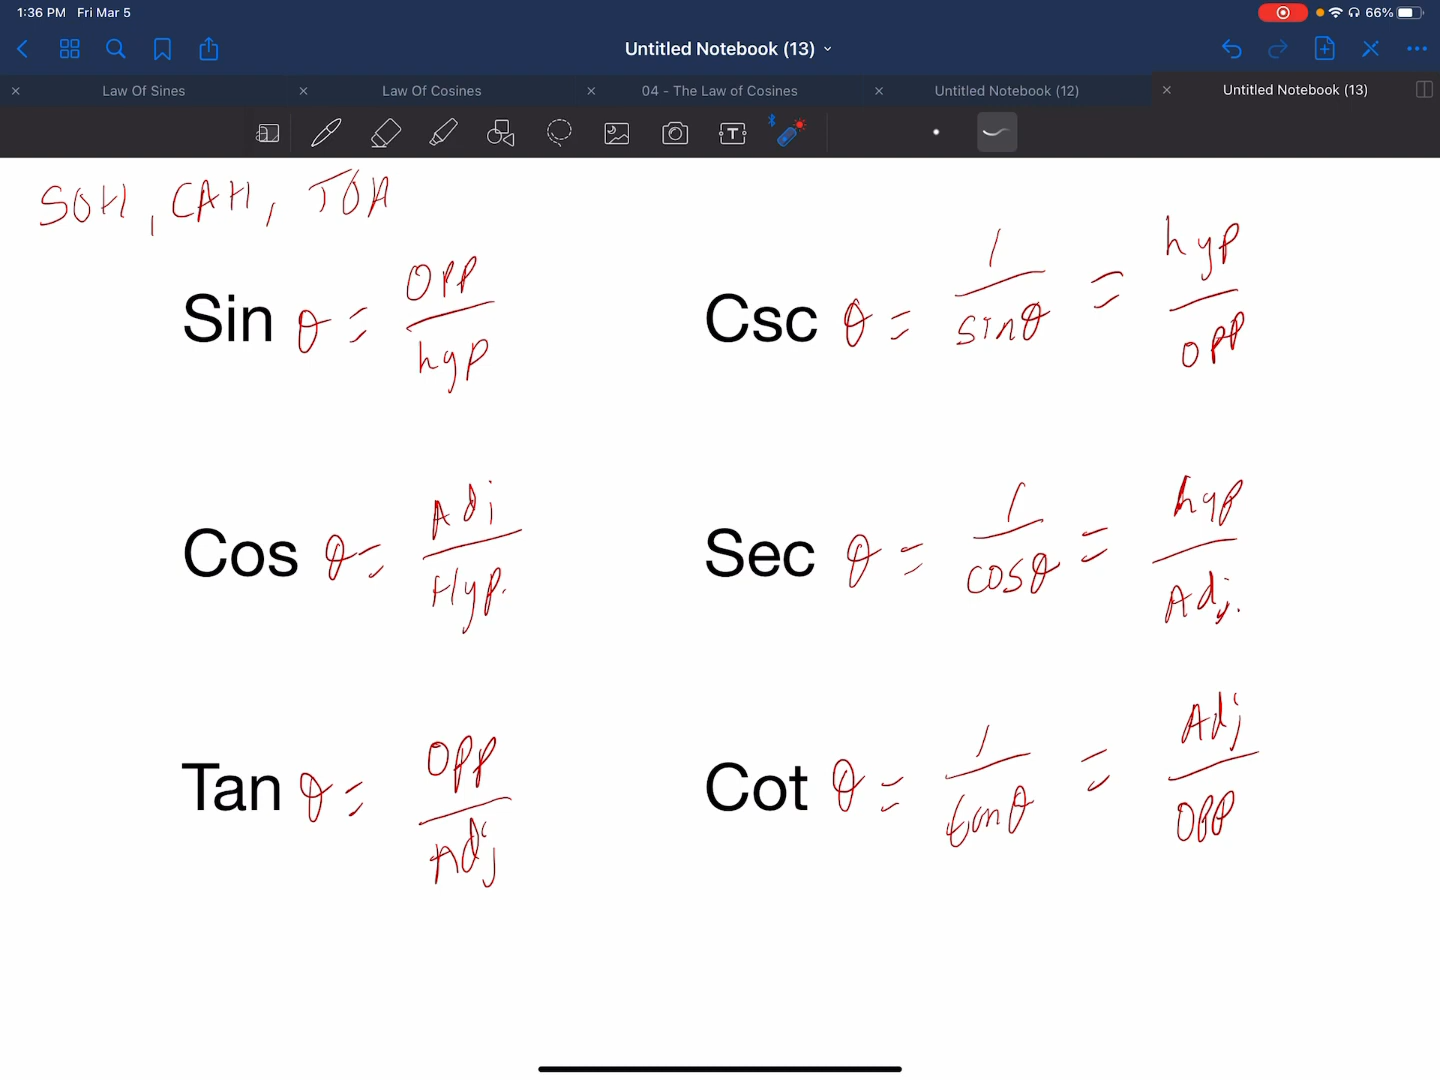 1:36 PM Fri Mar 5 66%
Untitled Notebook (13)
Law Of Sines Law Of Cosines 04 - The Law of Cosines Untitled Notebook (12) Untitled Notebook (13)
T
SOH, CAH, TOA
Sin θ = opp/hyp
Csc θ = 1/sinθ = hyp/opp
Cos θ = Adj/Hyp.
Sec θ = 1/cosθ = hyp/Adj.
Tan θ = opp/Adj
Cot θ = 1/tanθ = Adj/opp